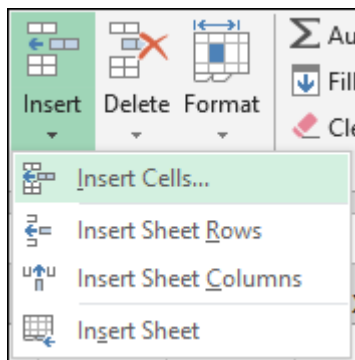 Insert Delete Format
Σ Au
Fill
Cle
Insert Cells...
Insert Sheet Rows
Insert Sheet Columns
Insert Sheet